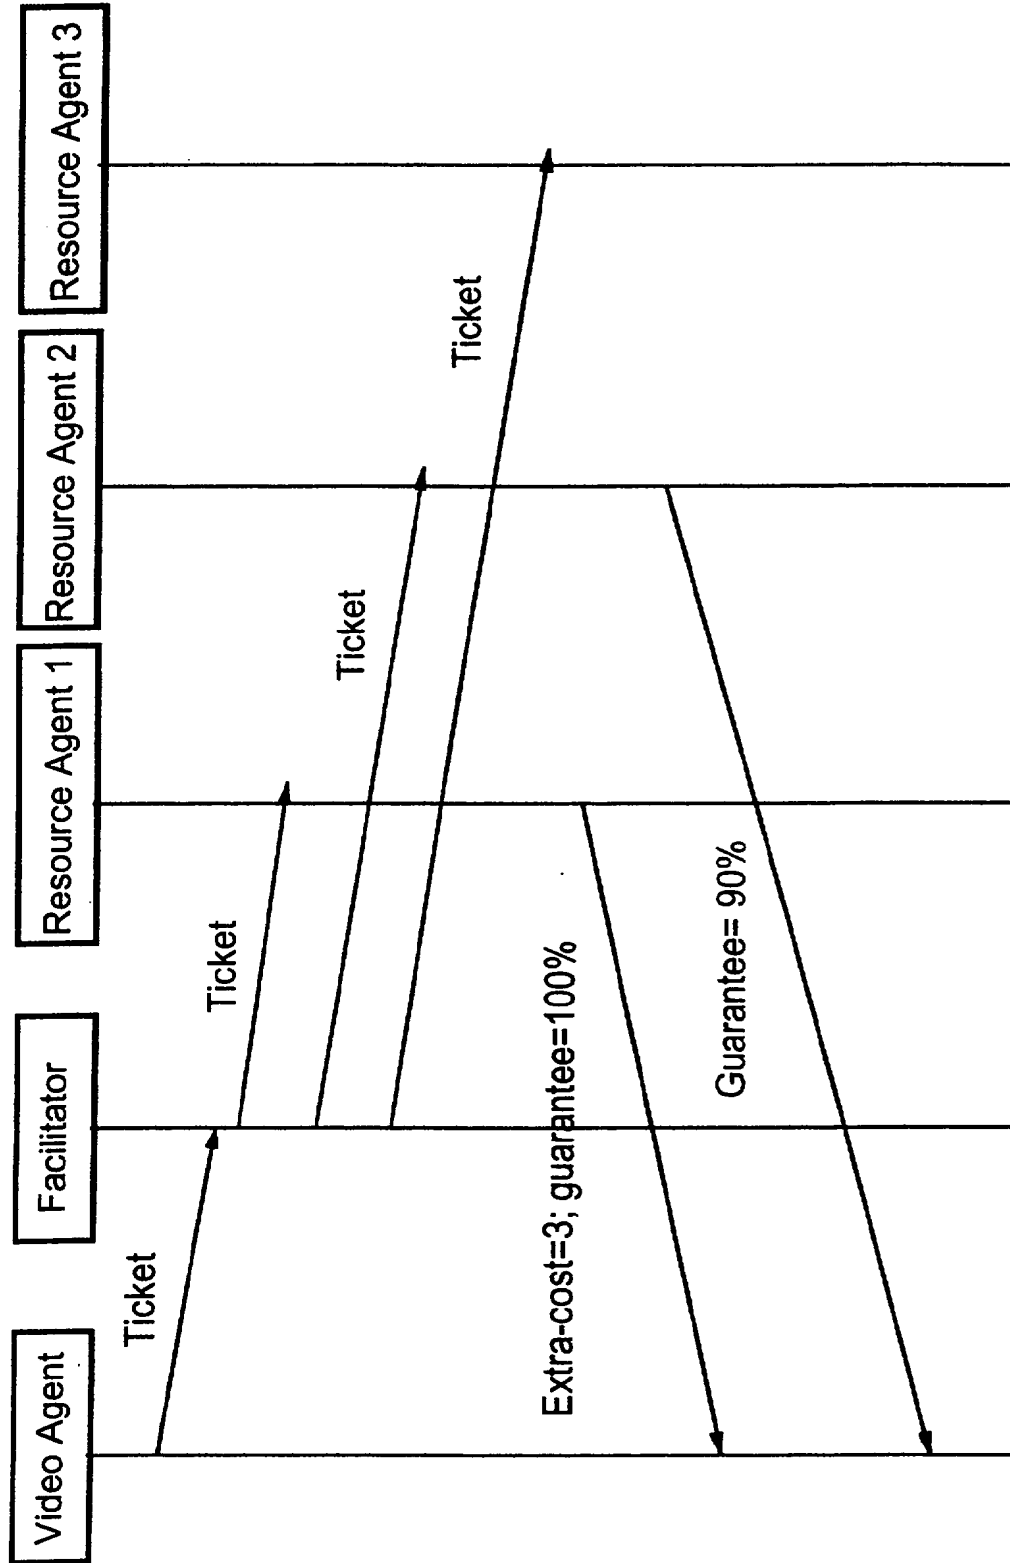 Video Agent
Facilitator
Resource Agent 1
Resource Agent 2
Resource Agent 3
Ticket
Ticket
Ticket
Ticket
Extra-cost=3; guarantee=100%
Guarantee= 90%